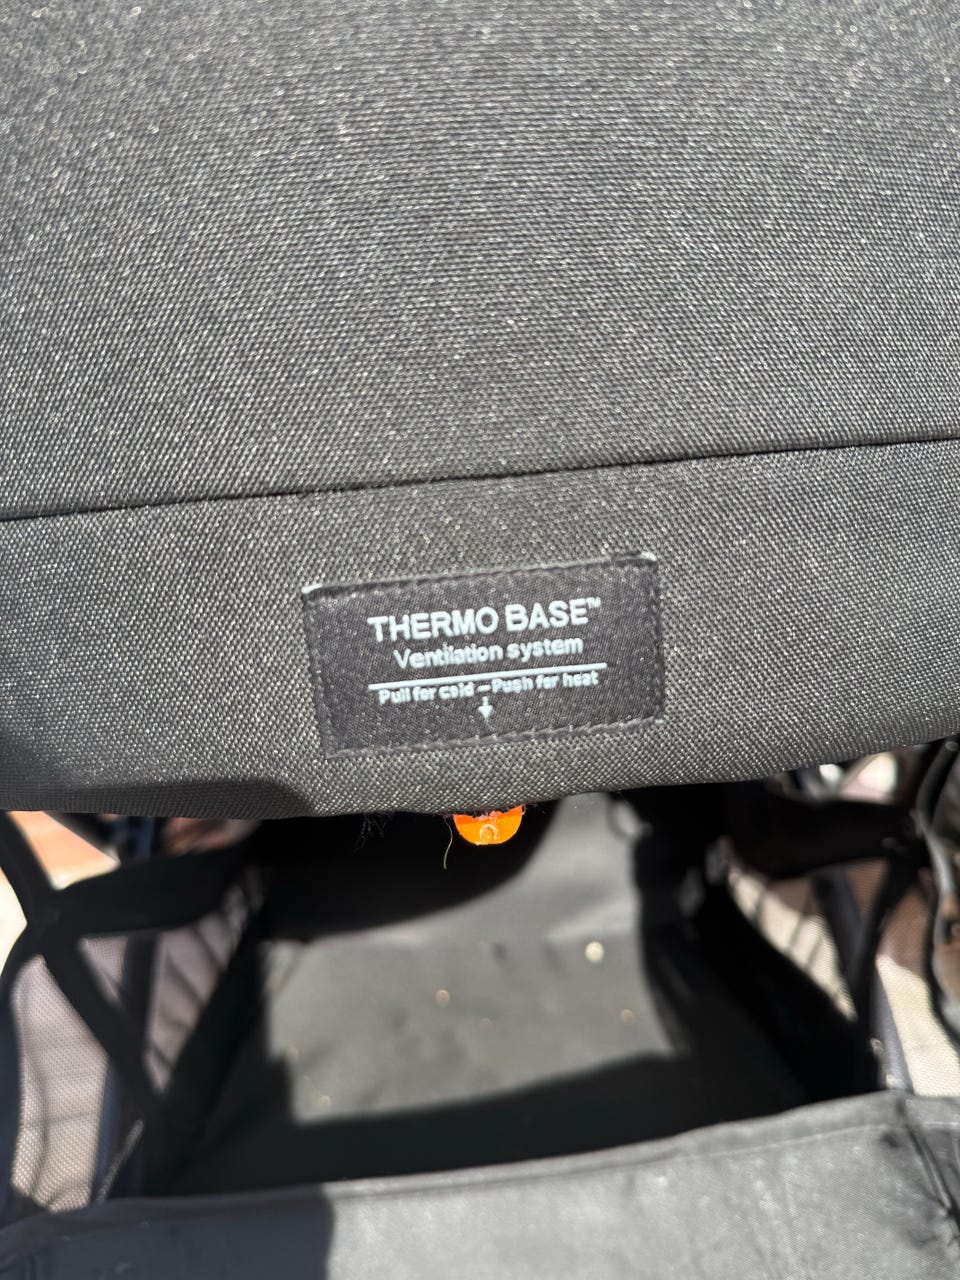 THERMO BASE™
Ventilation system
Pull for cold – Push for heat